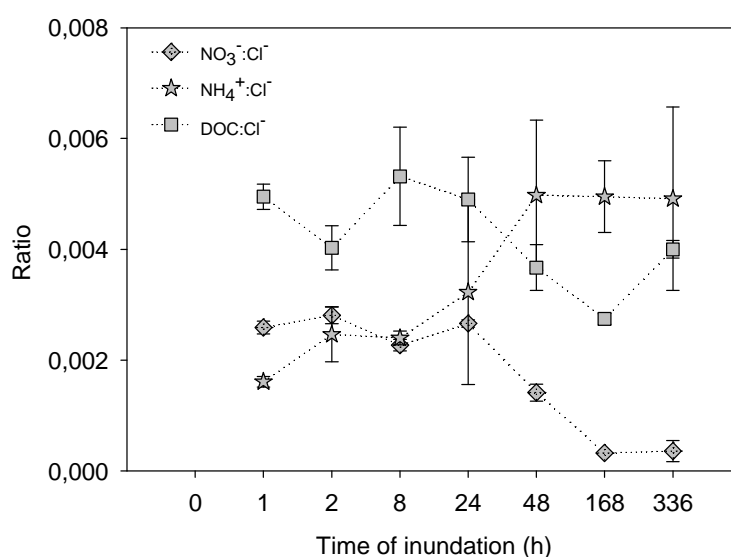 0,008
0,006
0,004
0,002
0,000
Ratio
NO₃⁻:Cl⁻
NH₄⁺:Cl⁻
DOC:Cl⁻
0 1 2 8 24 48 168 336
Time of inundation (h)